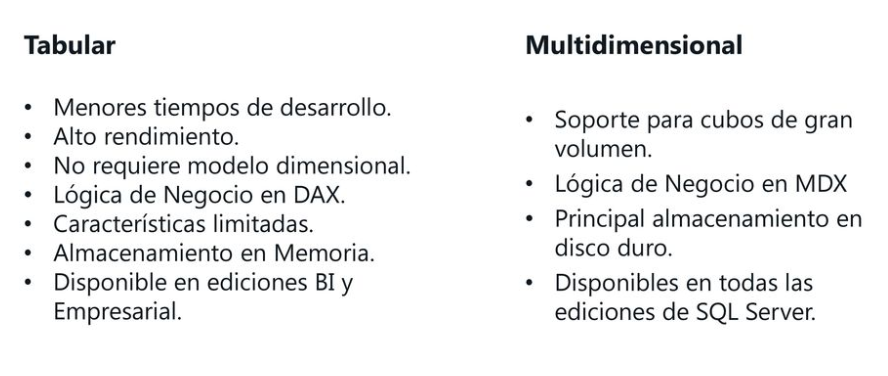 Tabular
• Menores tiempos de desarrollo.
• Alto rendimiento.
• No requiere modelo dimensional.
• Lógica de Negocio en DAX.
• Características limitadas.
• Almacenamiento en Memoria.
• Disponible en ediciones BI y
Empresarial.
Multidimensional
• Soporte para cubos de gran
volumen.
• Lógica de Negocio en MDX
• Principal almacenamiento en
disco duro.
• Disponibles en todas las
ediciones de SQL Server.